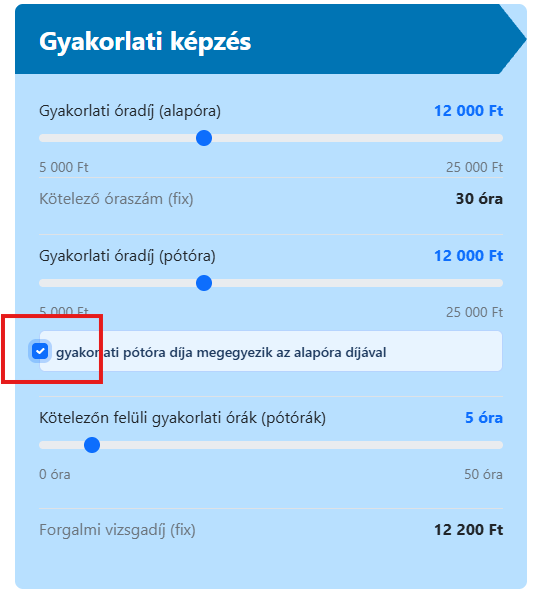 Gyakorlati képzés
Gyakorlati óradíj (alapóra) 12 000 Ft
5 000 Ft 25 000 Ft
Kötelező óraszám (fix) 30 óra
Gyakorlati óradíj (pótóra) 12 000 Ft
5 000 Ft 25 000 Ft
gyakorlati pótóra díja megegyezik az alapóra díjával
Kötelezőn felüli gyakorlati órák (pótórák) 5 óra
0 óra 50 óra
Forgalmi vizsgadíj (fix) 12 200 Ft